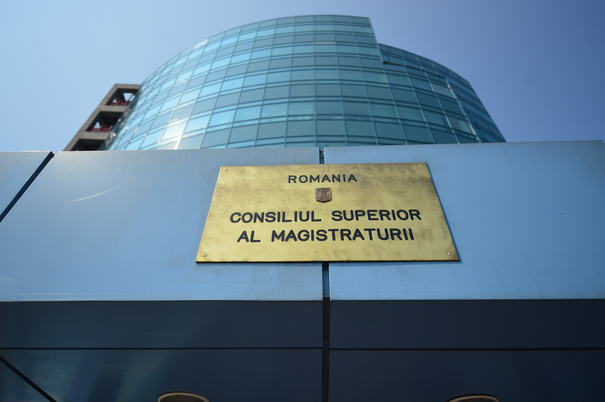 ROMANIA
CONSILIUL SUPERIOR
AL MAGISTRATURII